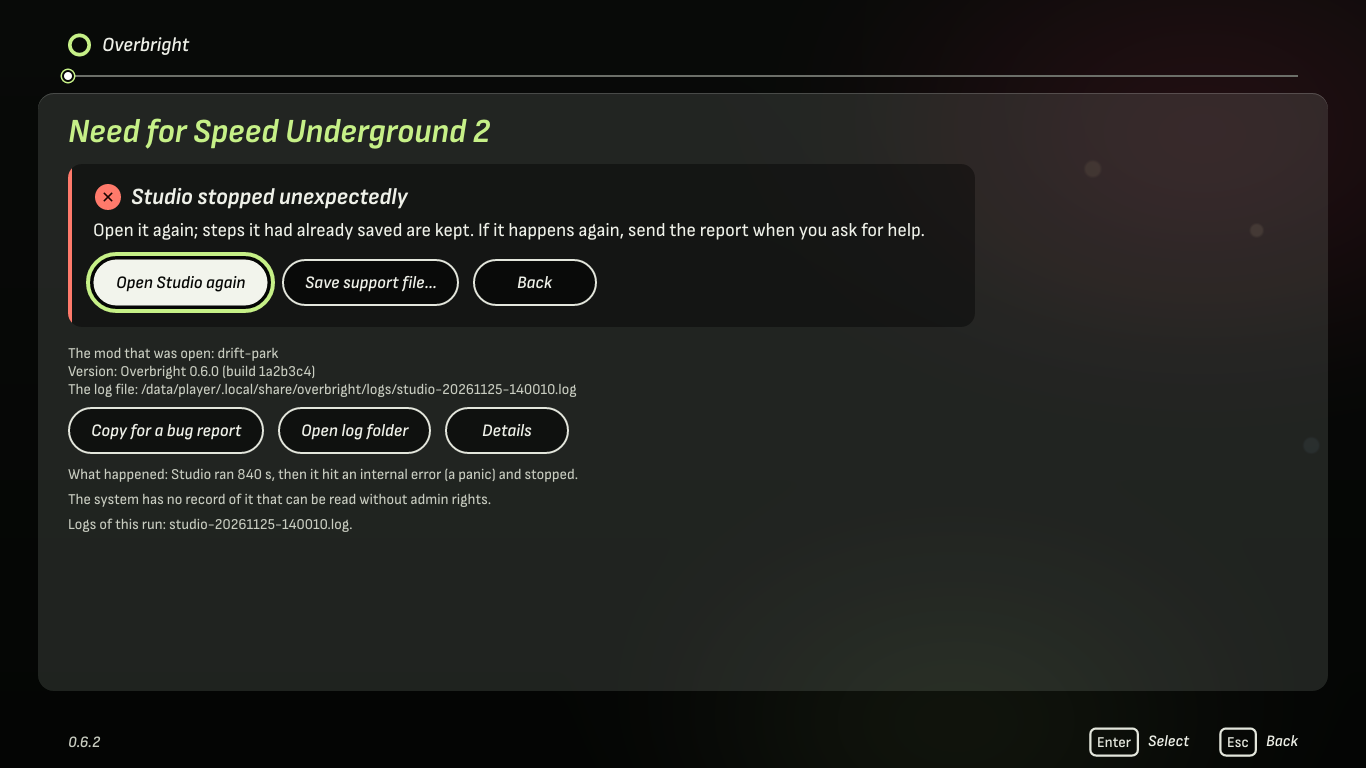 Overbright
Need for Speed Underground 2
Studio stopped unexpectedly
Open it again; steps it had already saved are kept. If it happens again, send the report when you ask for help.
Open Studio again
Save support file...
Back
The mod that was open: drift-park
Version: Overbright 0.6.0 (build 1a2b3c4)
The log file: /data/player/.local/share/overbright/logs/studio-20261125-140010.log
Copy for a bug report
Open log folder
Details
What happened: Studio ran 840 s, then it hit an internal error (a panic) and stopped.
The system has no record of it that can be read without admin rights.
Logs of this run: studio-20261125-140010.log.
0.6.2
Enter Select
Esc Back